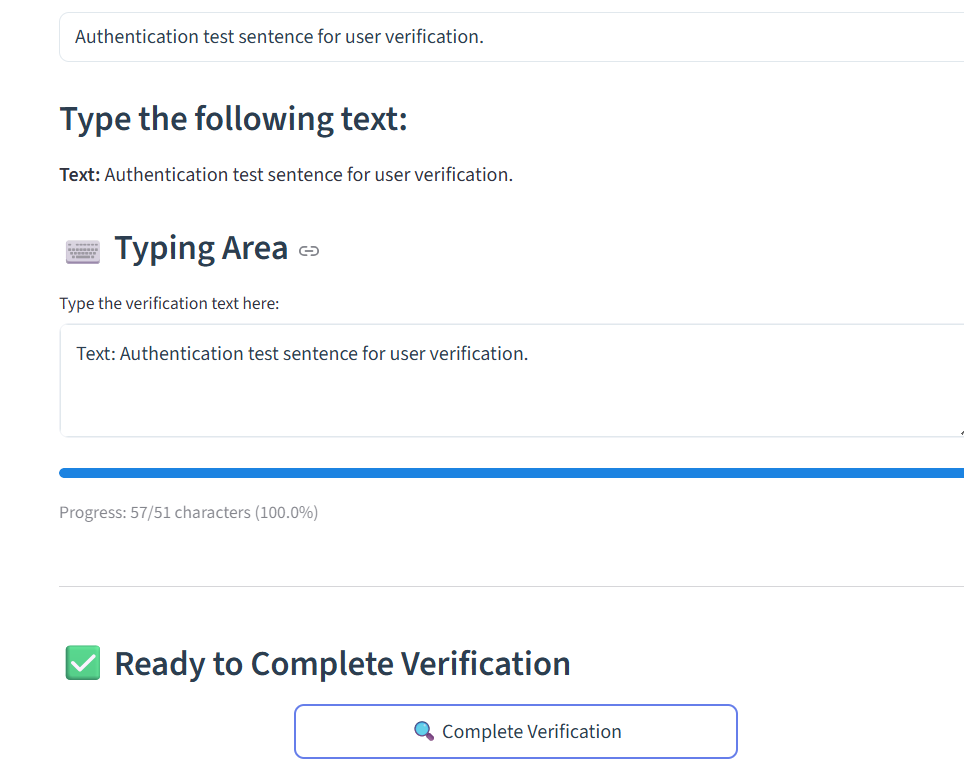 Authentication test sentence for user verification.
Type the following text:
Text: Authentication test sentence for user verification.
Typing Area
Type the verification text here:
Text: Authentication test sentence for user verification.
Progress: 57/51 characters (100.0%)
Ready to Complete Verification
Complete Verification